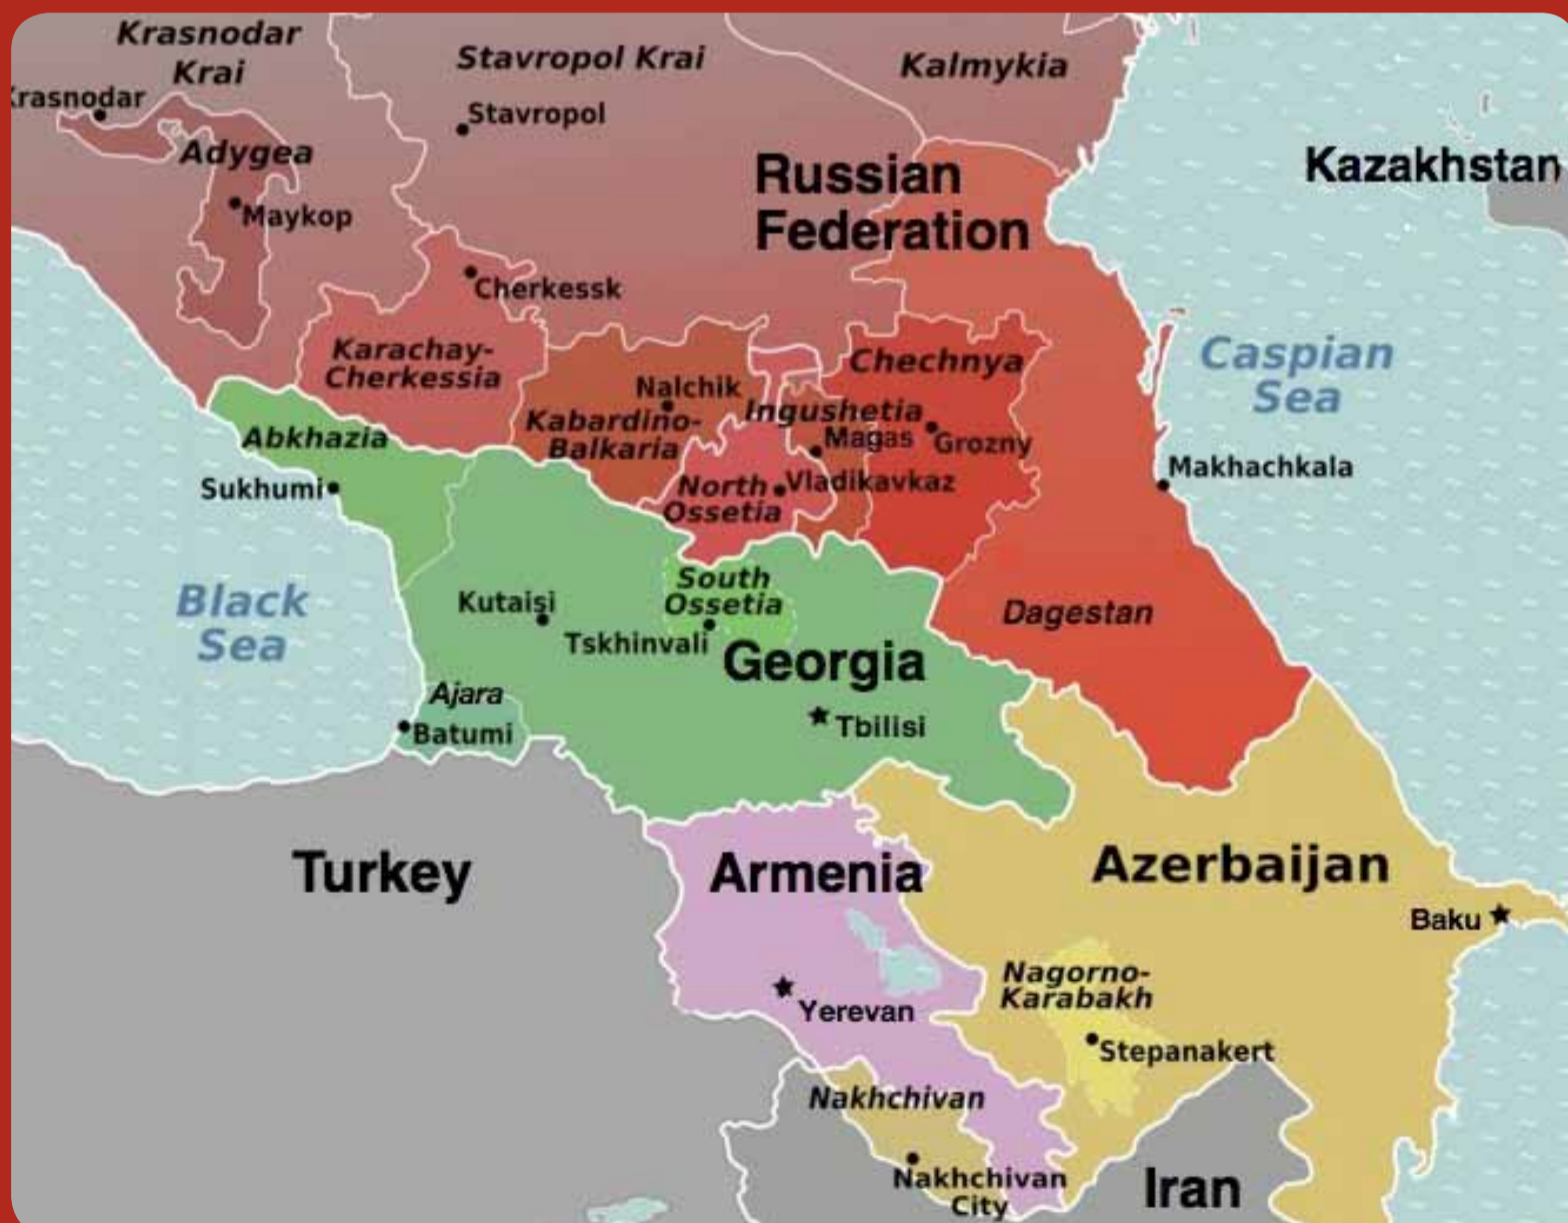 Krasnodar
Krai
Stavropol Krai
Kalmykia
Krasnodar
Stavropol
Adygea
Russian
Federation
Kazakhstan
Maykop
Cherkessk
Karachay-
Cherkessia
Chechnya
Caspian
Sea
Nalchik
Kabardino-
Balkaria
Ingushetia
Magas
Grozny
Abkhazia
Makhachkala
Sukhumi
North
Ossetia
Vladikavkaz
Black
Sea
South
Ossetia
Kutaisi
Tskhinvali
Dagestan
Georgia
Ajara
Batumi
Tbilisi
Turkey
Armenia
Azerbaijan
Baku
Nagorno-
Karabakh
Yerevan
Stepanakert
Nakhchivan
Nakhchivan
City
Iran